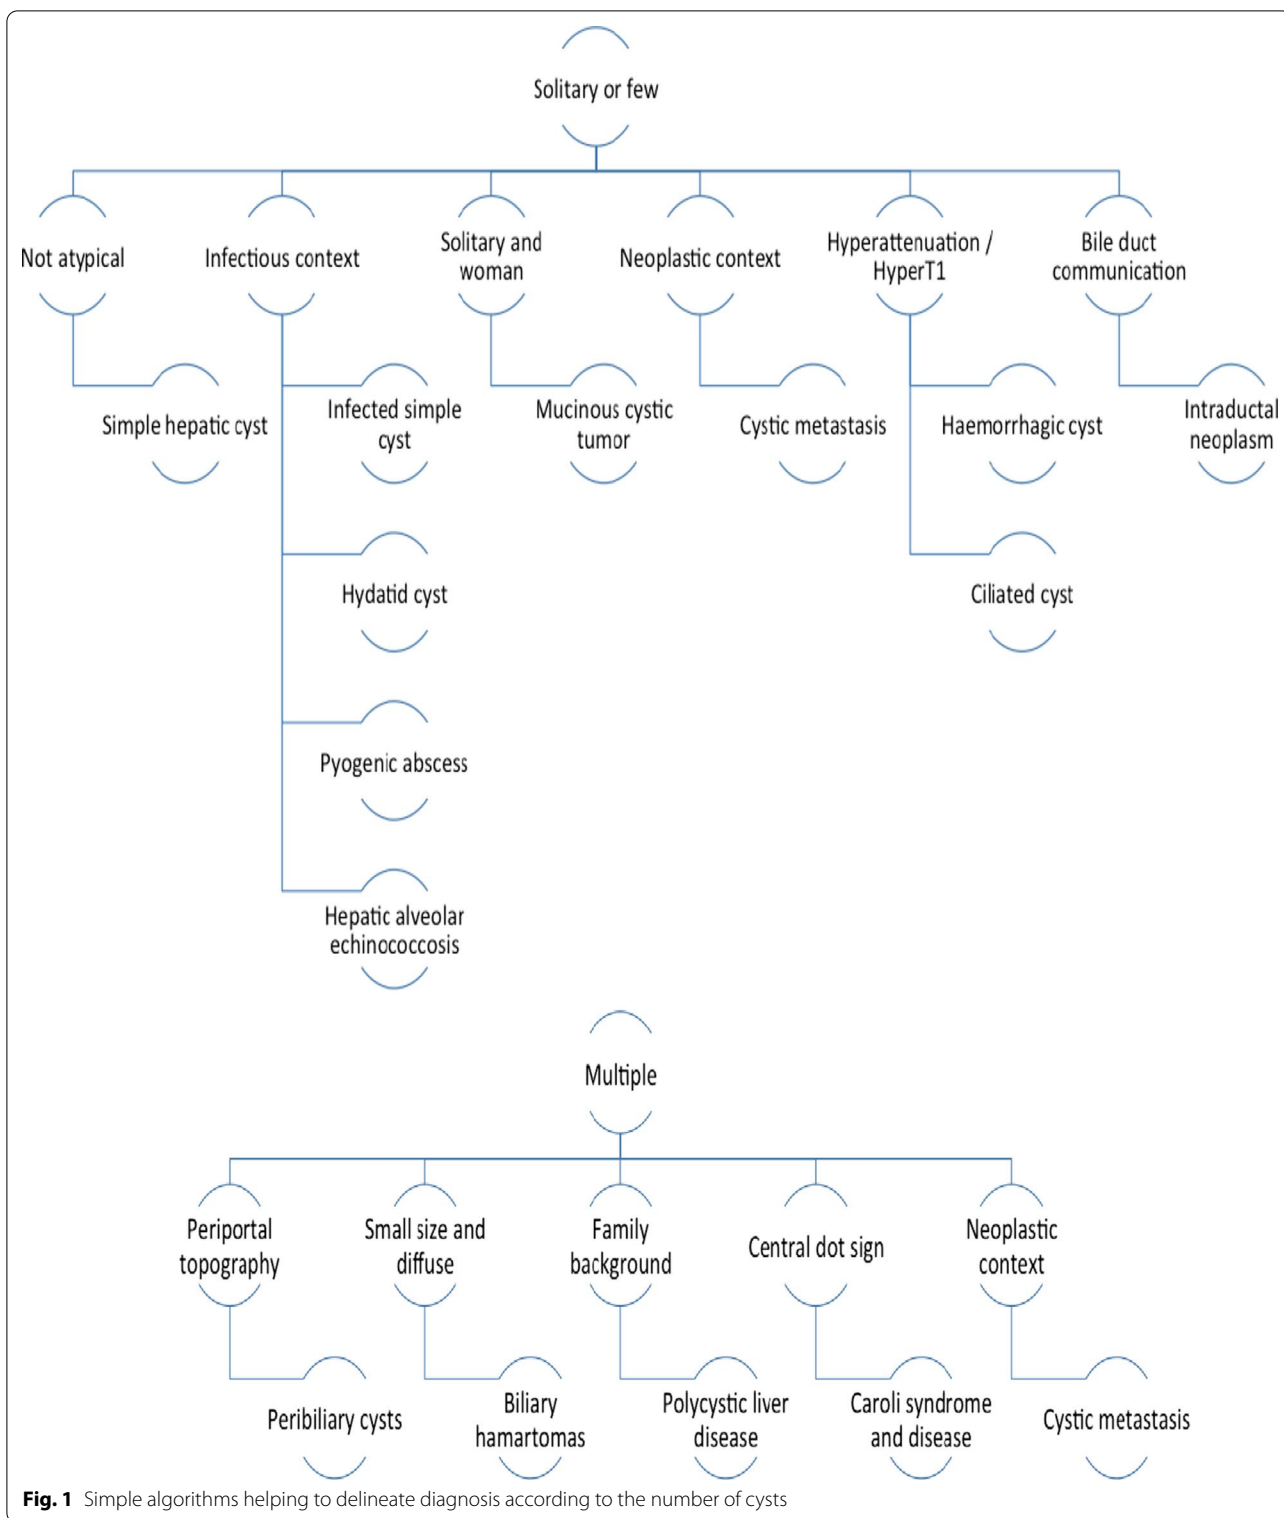 Solitary or few
Not atypical
Infectious context
Solitary and
woman
Neoplastic context
Hyperattenuation /
HyperT1
Bile duct
communication
Simple hepatic cyst
Infected simple
cyst
Mucinous cystic
tumor
Cystic metastasis
Haemorrhagic cyst
Intraductal
neoplasm
Hydatid cyst
Ciliated cyst
Pyogenic abscess
Hepatic alveolar
echinococcosis
Multiple
Periportal
topography
Small size and
diffuse
Family
background
Central dot sign
Neoplastic
context
Peribiliary cysts
Biliary
hamartomas
Polycystic liver
disease
Caroli syndrome
and disease
Cystic metastasis
Fig. 1 Simple algorithms helping to delineate diagnosis according to the number of cysts